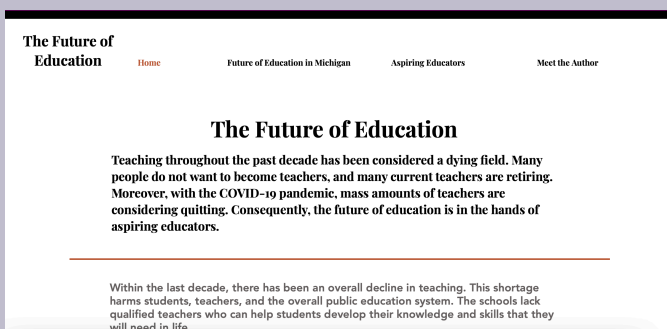 The Future of
Education
Home
Future of Education in Michigan
Aspiring Educators
Meet the Author
The Future of Education
Teaching throughout the past decade has been considered a dying field. Many
people do not want to become teachers, and many current teachers are retiring.
Moreover, with the COVID-19 pandemic, mass amounts of teachers are
considering quitting. Consequently, the future of education is in the hands of
aspiring educators.
Within the last decade, there has been an overall decline in teaching. This shortage
harms students, teachers, and the overall public education system. The schools lack
qualified teachers who can help students develop their knowledge and skills that they
will need in life.